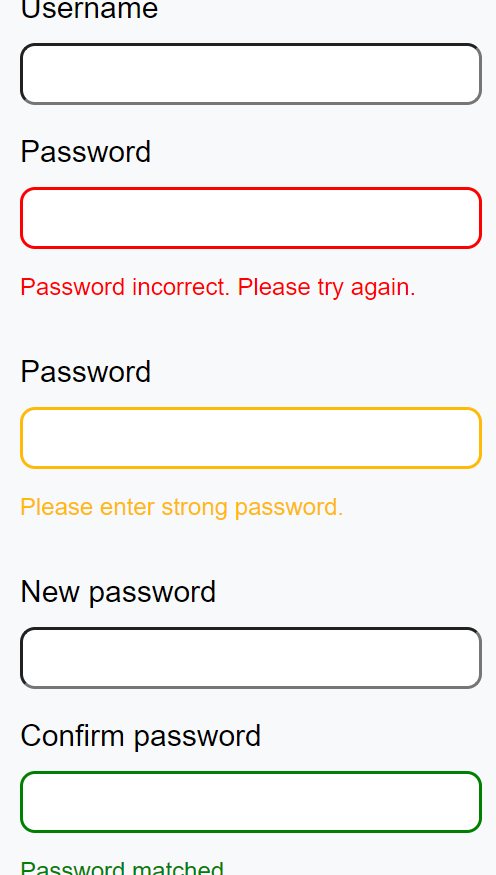 Username
Password
Password incorrect. Please try again.
Password
Please enter strong password.
New password
Confirm password
Password matched